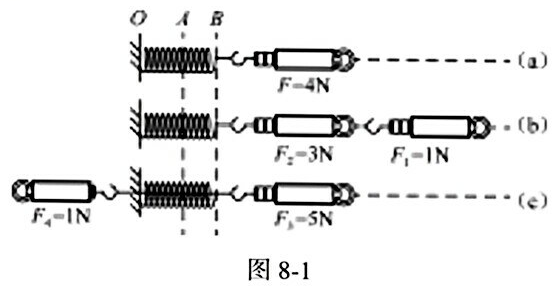 O A B
F=4N (a)
F₂=3N F₁=1N (b)
F₄=1N F₃=5N (c)
图 8-1